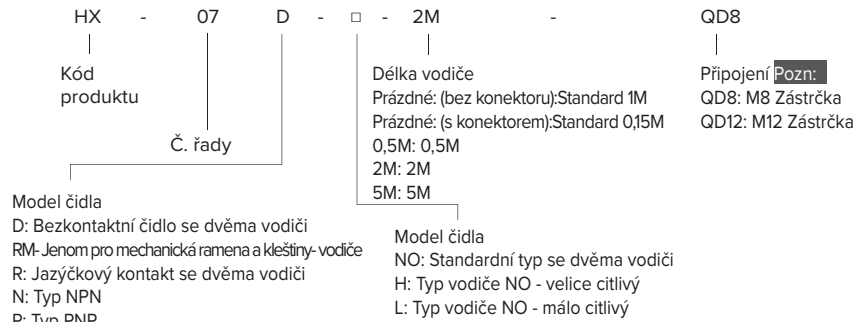 HX - 07 D - □ - 2M - QD8
Kód
produktu
Č. řady
Délka vodiče
Prázdné: (bez konektoru):Standard 1M
Prázdné: (s konektorem):Standard 0,15M
0,5M: 0,5M
2M: 2M
5M: 5M
Připojení Pozn:
QD8: M8 Zástrčka
QD12: M12 Zástrčka
Model čidla
D: Bezkontaktní čidlo se dvěma vodiči
RM- Jenom pro mechanická ramena a kleštiny- vodiče
R: Jazýčkový kontakt se dvěma vodiči
N: Typ NPN
P: Typ PNP
Model čidla
NO: Standardní typ se dvěma vodiči
H: Typ vodiče NO - velice citlivý
L: Typ vodiče NO - málo citlivý